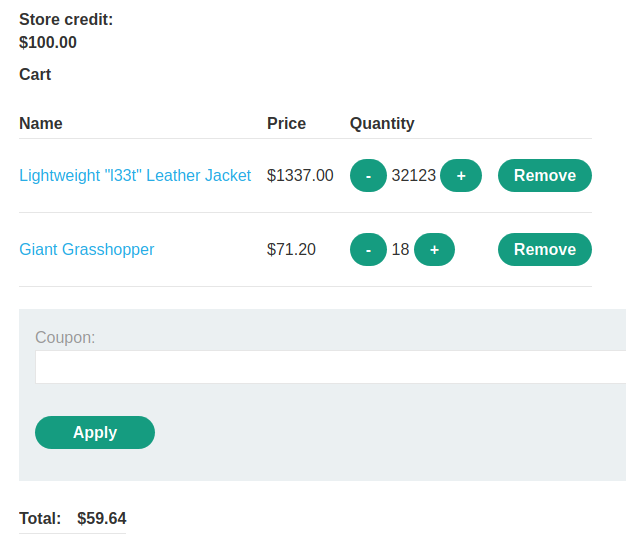 Store credit:
$100.00
Cart
Name Price Quantity
Lightweight "l33t" Leather Jacket $1337.00 - 32123 + Remove
Giant Grasshopper $71.20 - 18 + Remove
Coupon:
Apply
Total: $59.64